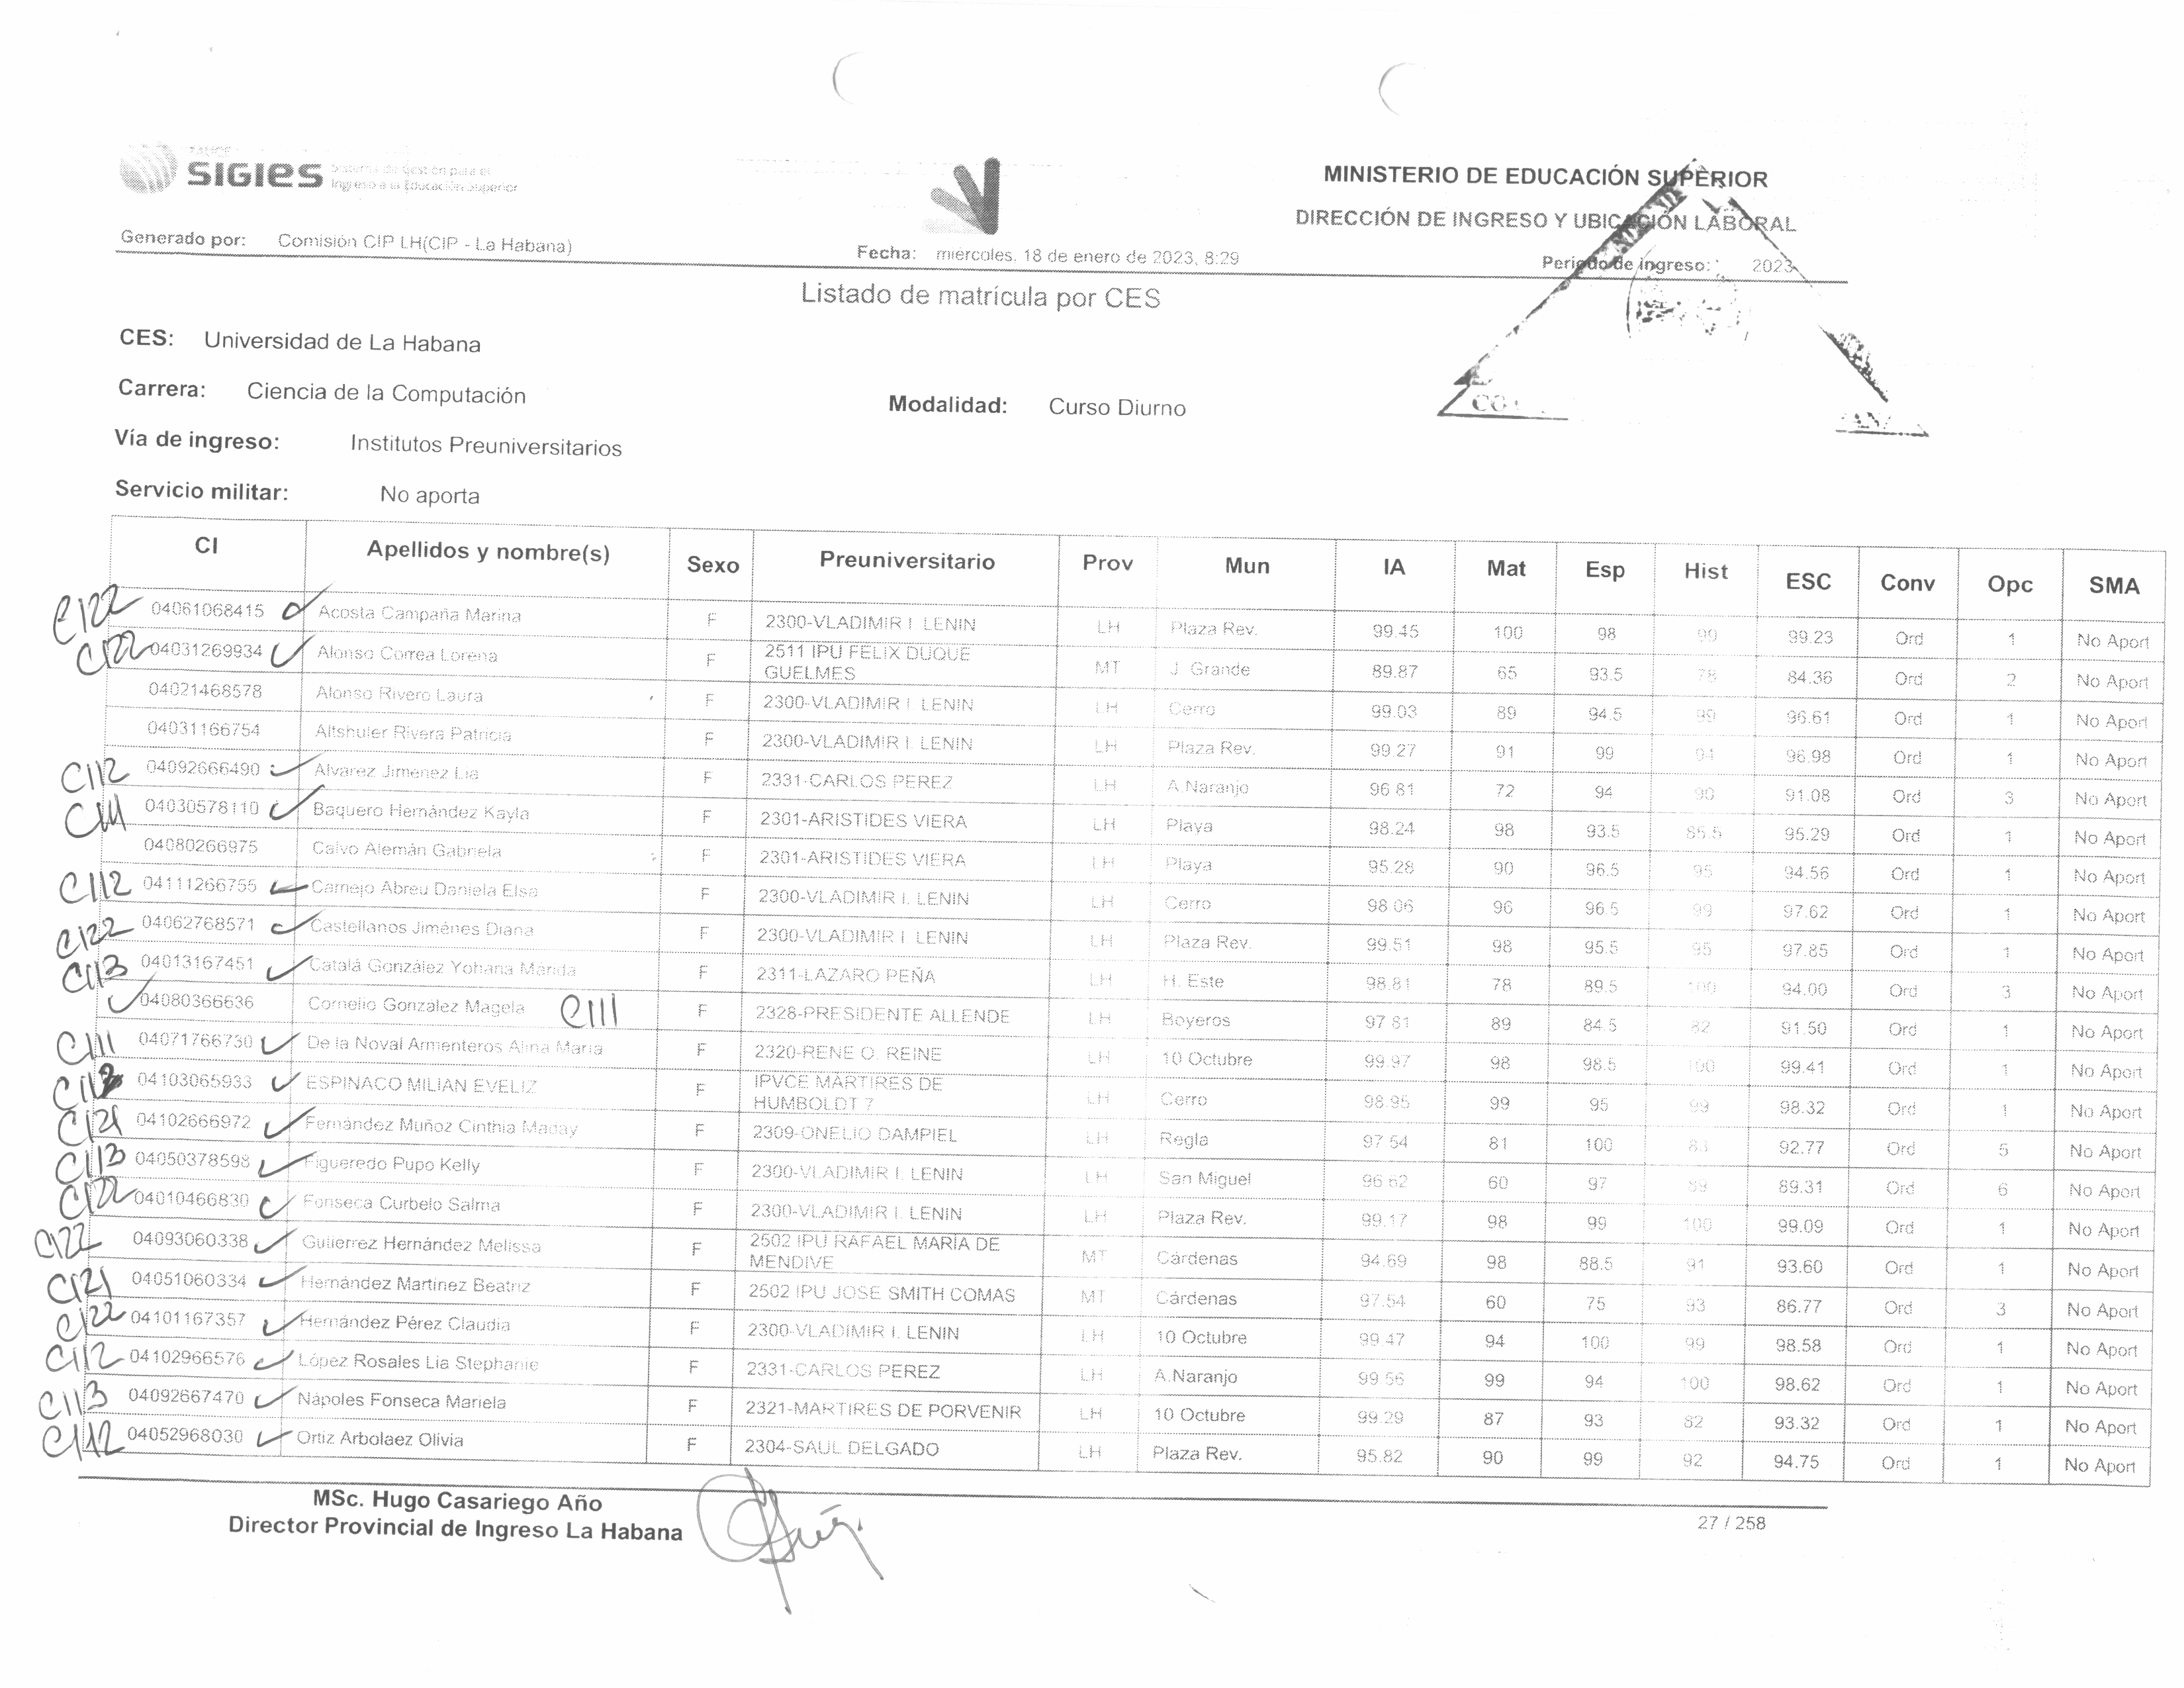 SIGIES Sistema de Gestión para el
Ingreso a la Educación Superior
MINISTERIO DE EDUCACIÓN SUPERIOR
DIRECCIÓN DE INGRESO Y UBICACIÓN LABORAL
Generado por: Comisión CIP LH(CIP - La Habana)
Fecha: miércoles, 18 de enero de 2023, 8:29
Periodo de ingreso: 2023
Listado de matrícula por CES
CES: Universidad de La Habana
Carrera: Ciencia de la Computación
Modalidad: Curso Diurno
Vía de ingreso: Institutos Preuniversitarios
Servicio militar: No aporta
CI Apellidos y nombre(s) Sexo Preuniversitario Prov Mun IA Mat Esp Hist ESC Conv Opc SMA
C122 04061068415 Acosta Campaña Marina F 2300-VLADIMIR I. LENIN LH Plaza Rev. 99.45 100 98 99 99.23 Ord 1 No Aport
C122 04031269934 Alonso Correa Lorena F 2511 IPU FELIX DUQUE GUELMES MT J. Grande 89.87 65 93.5 78 84.36 Ord 2 No Aport
04021468578 Alonso Rivero Laura F 2300-VLADIMIR I. LENIN LH Cerro 99.03 89 94.5 99 96.61 Ord 1 No Aport
04031166754 Altshuler Rivera Patricia F 2300-VLADIMIR I. LENIN LH Plaza Rev. 99.27 91 99 94 96.98 Ord 1 No Aport
C112 04092666490 Alvarez Jimenez Lia F 2331-CARLOS PEREZ LH A.Naranjo 96.81 72 94 90 91.08 Ord 3 No Aport
C111 04030578110 Baquero Hernández Kayla F 2301-ARISTIDES VIERA LH Playa 98.24 98 93.5 85.5 95.29 Ord 1 No Aport
04080266975 Calvo Alemán Gabriela F 2301-ARISTIDES VIERA LH Playa 95.28 90 96.5 95 94.56 Ord 1 No Aport
C112 04111266755 Camejo Abreu Daniela Elsa F 2300-VLADIMIR I. LENIN LH Cerro 98.06 96 96.5 99 97.62 Ord 1 No Aport
C122 04062768571 Castellanos Jiménes Diana F 2300-VLADIMIR I. LENIN LH Plaza Rev. 99.51 98 95.5 95 97.85 Ord 1 No Aport
C113 04013167451 Catalá González Yohana Marida F 2311-LAZARO PEÑA LH H. Este 98.81 78 89.5 100 94.00 Ord 3 No Aport
04080366636 Cornelio Gonzalez Magela C111 F 2328-PRESIDENTE ALLENDE LH Boyeros 97.81 89 84.5 82 91.50 Ord 1 No Aport
C111 04071766730 De la Noval Armenteros Alina Maria F 2320-RENE O. REINE LH 10 Octubre 99.97 98 98.5 100 99.41 Ord 1 No Aport
04103065933 ESPINACO MILIAN EVELIZ F IPVCE MÁRTIRES DE HUMBOLDT 7 LH Cerro 98.95 99 95 99 98.32 Ord 1 No Aport
C121 04102666972 Fernández Muñoz Cinthia Maday F 2309-ONELIO DAMPIEL LH Regla 97.54 81 100 83 92.77 Ord 5 No Aport
C113 04050378598 Figueredo Pupo Kelly F 2300-VLADIMIR I. LENIN LH San Miguel 96.62 60 97 89 89.31 Ord 6 No Aport
C122 04010466830 Fonseca Curbelo Salma F 2300-VLADIMIR I. LENIN LH Plaza Rev. 99.17 98 99 100 99.09 Ord 1 No Aport
C122 04093060338 Gutierrez Hernández Melissa F 2502 IPU RAFAEL MARÍA DE MENDIVE MT Cárdenas 94.69 98 88.5 91 93.60 Ord 1 No Aport
C121 04051060334 Hernández Martinez Beatriz F 2502 IPU JOSE SMITH COMAS MT Cárdenas 97.54 60 75 93 86.77 Ord 3 No Aport
C122 04101167357 Hernández Pérez Claudia F 2300-VLADIMIR I. LENIN LH 10 Octubre 99.47 94 100 99 98.58 Ord 1 No Aport
C112 04102966576 López Rosales Lia Stephanie F 2331-CARLOS PEREZ LH A.Naranjo 99.56 99 94 100 98.62 Ord 1 No Aport
C113 04092667470 Nápoles Fonseca Mariela F 2321-MARTIRES DE PORVENIR LH 10 Octubre 99.29 87 93 82 93.32 Ord 1 No Aport
C112 04052968030 Ortiz Arbolaez Olivia F 2304-SAUL DELGADO LH Plaza Rev. 95.82 90 99 92 94.75 Ord 1 No Aport
MSc. Hugo Casariego Año
Director Provincial de Ingreso La Habana
27 / 258